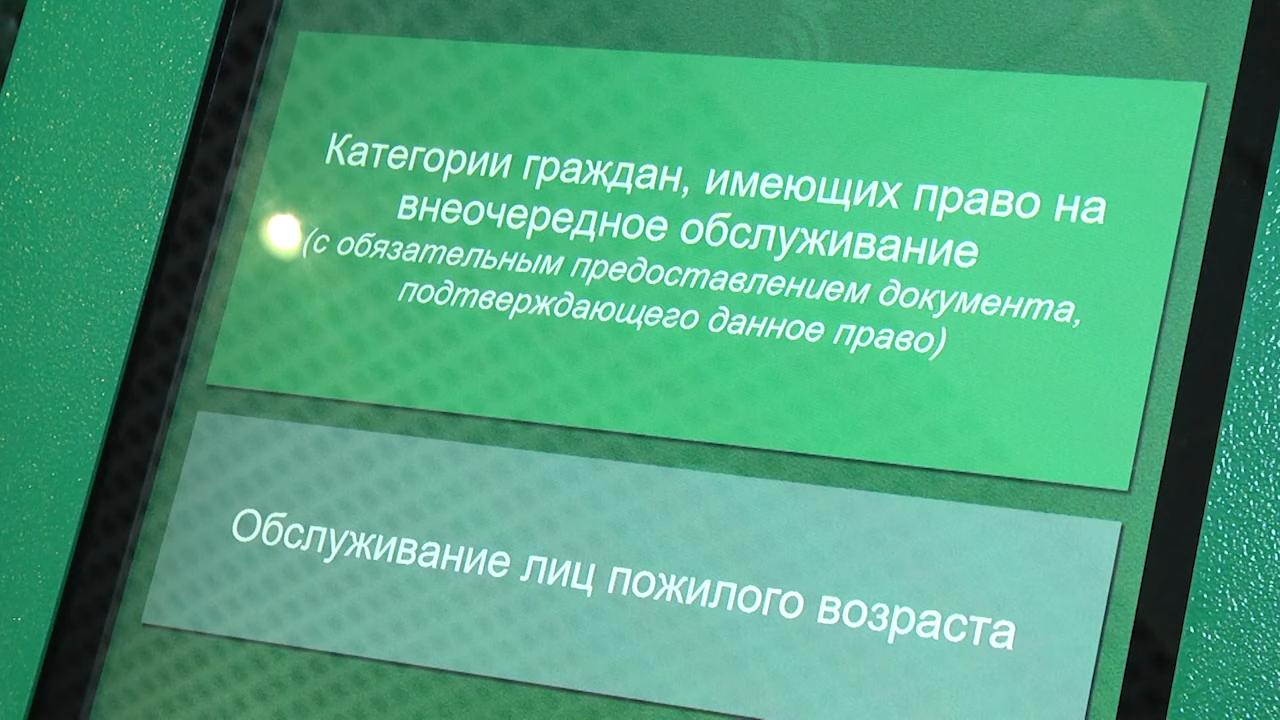 Категории граждан, имеющих право на
внеочередное обслуживание
(с обязательным предоставлением документа,
подтверждающего данное право)
Обслуживание лиц пожилого возраста